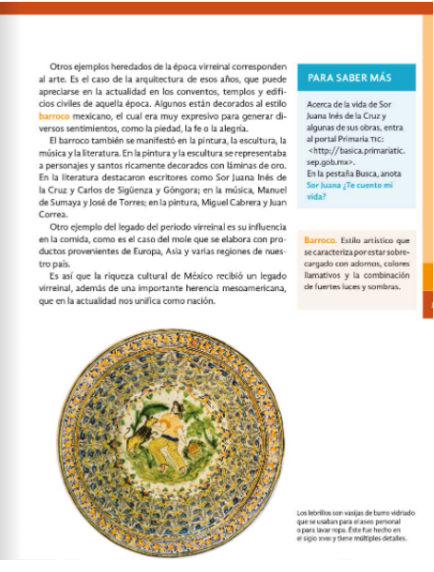 Otros ejemplos heredados de la época virreinal corresponden
al arte. Es el caso de la arquitectura de esos años, que puede
apreciarse en la actualidad en los conventos, templos y edifi-
cios civiles de aquella época. Algunos están decorados al estilo
barroco mexicano, el cual era muy expresivo para generar di-
versos sentimientos, como la piedad, la fe o la alegría.
El barroco también se manifestó en la pintura, la escultura, la
música y la literatura. En la pintura y la escultura se representaba
a personajes y santos ricamente decorados con láminas de oro.
En la literatura destacaron escritores como Sor Juana Inés de
la Cruz y Carlos de Sigüenza y Góngora; en la música, Manuel
de Sumaya y José de Torres; en la pintura, Miguel Cabrera y Juan
Correa.
Otro ejemplo del legado del periodo virreinal es su influencia
en la comida, como es el caso del mole que se elabora con pro-
ductos provenientes de Europa, Asia y varias regiones de nues-
tro país.
Es así que la riqueza cultural de México recibió un legado
virreinal, además de una importante herencia mesoamericana,
que en la actualidad nos unifica como nación.
PARA SABER MÁS
Acerca de la vida de Sor
Juana Inés de la Cruz y
algunas de sus obras, entra
al portal Primaria TIC:
<http://basica.primariatic.
sep.gob.mx>.
En la pestaña Busca, anota
Sor Juana ¿Te cuento mi
vida?
Barroco. Estilo artístico que
se caracteriza por estar sobre-
cargado con adornos, colores
llamativos y la combinación
de fuertes luces y sombras.
Los lebrillos son vasijas de barro vidriado
que se usaban para el aseo personal
o para lavar ropa. Éste fue hecho en
el siglo XVIII y tiene múltiples detalles.